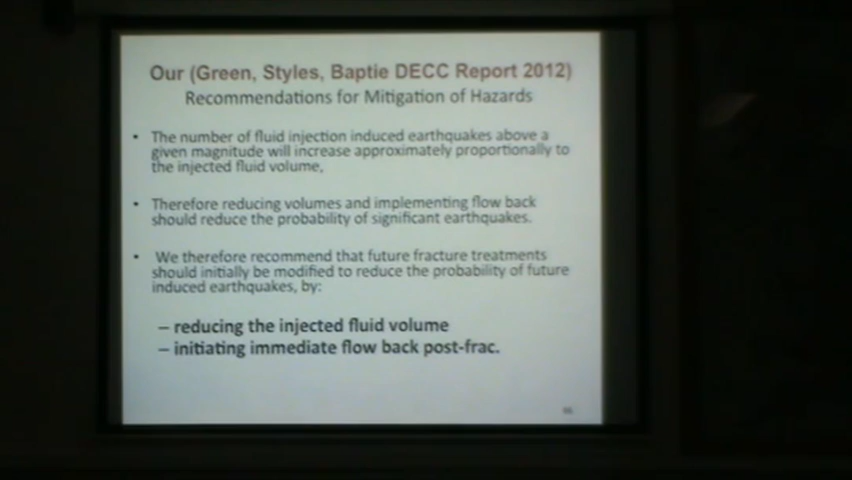 Our (Green, Styles, Baptie DECC Report 2012)
Recommendations for Mitigation of Hazards
• The number of fluid injection induced earthquakes above a
given magnitude will increase approximately proportionally to
the injected fluid volume,
• Therefore reducing volumes and implementing flow back
should reduce the probability of significant earthquakes.
• We therefore recommend that future fracture treatments
should initially be modified to reduce the probability of future
induced earthquakes, by:
– reducing the injected fluid volume
– initiating immediate flow back post-frac.